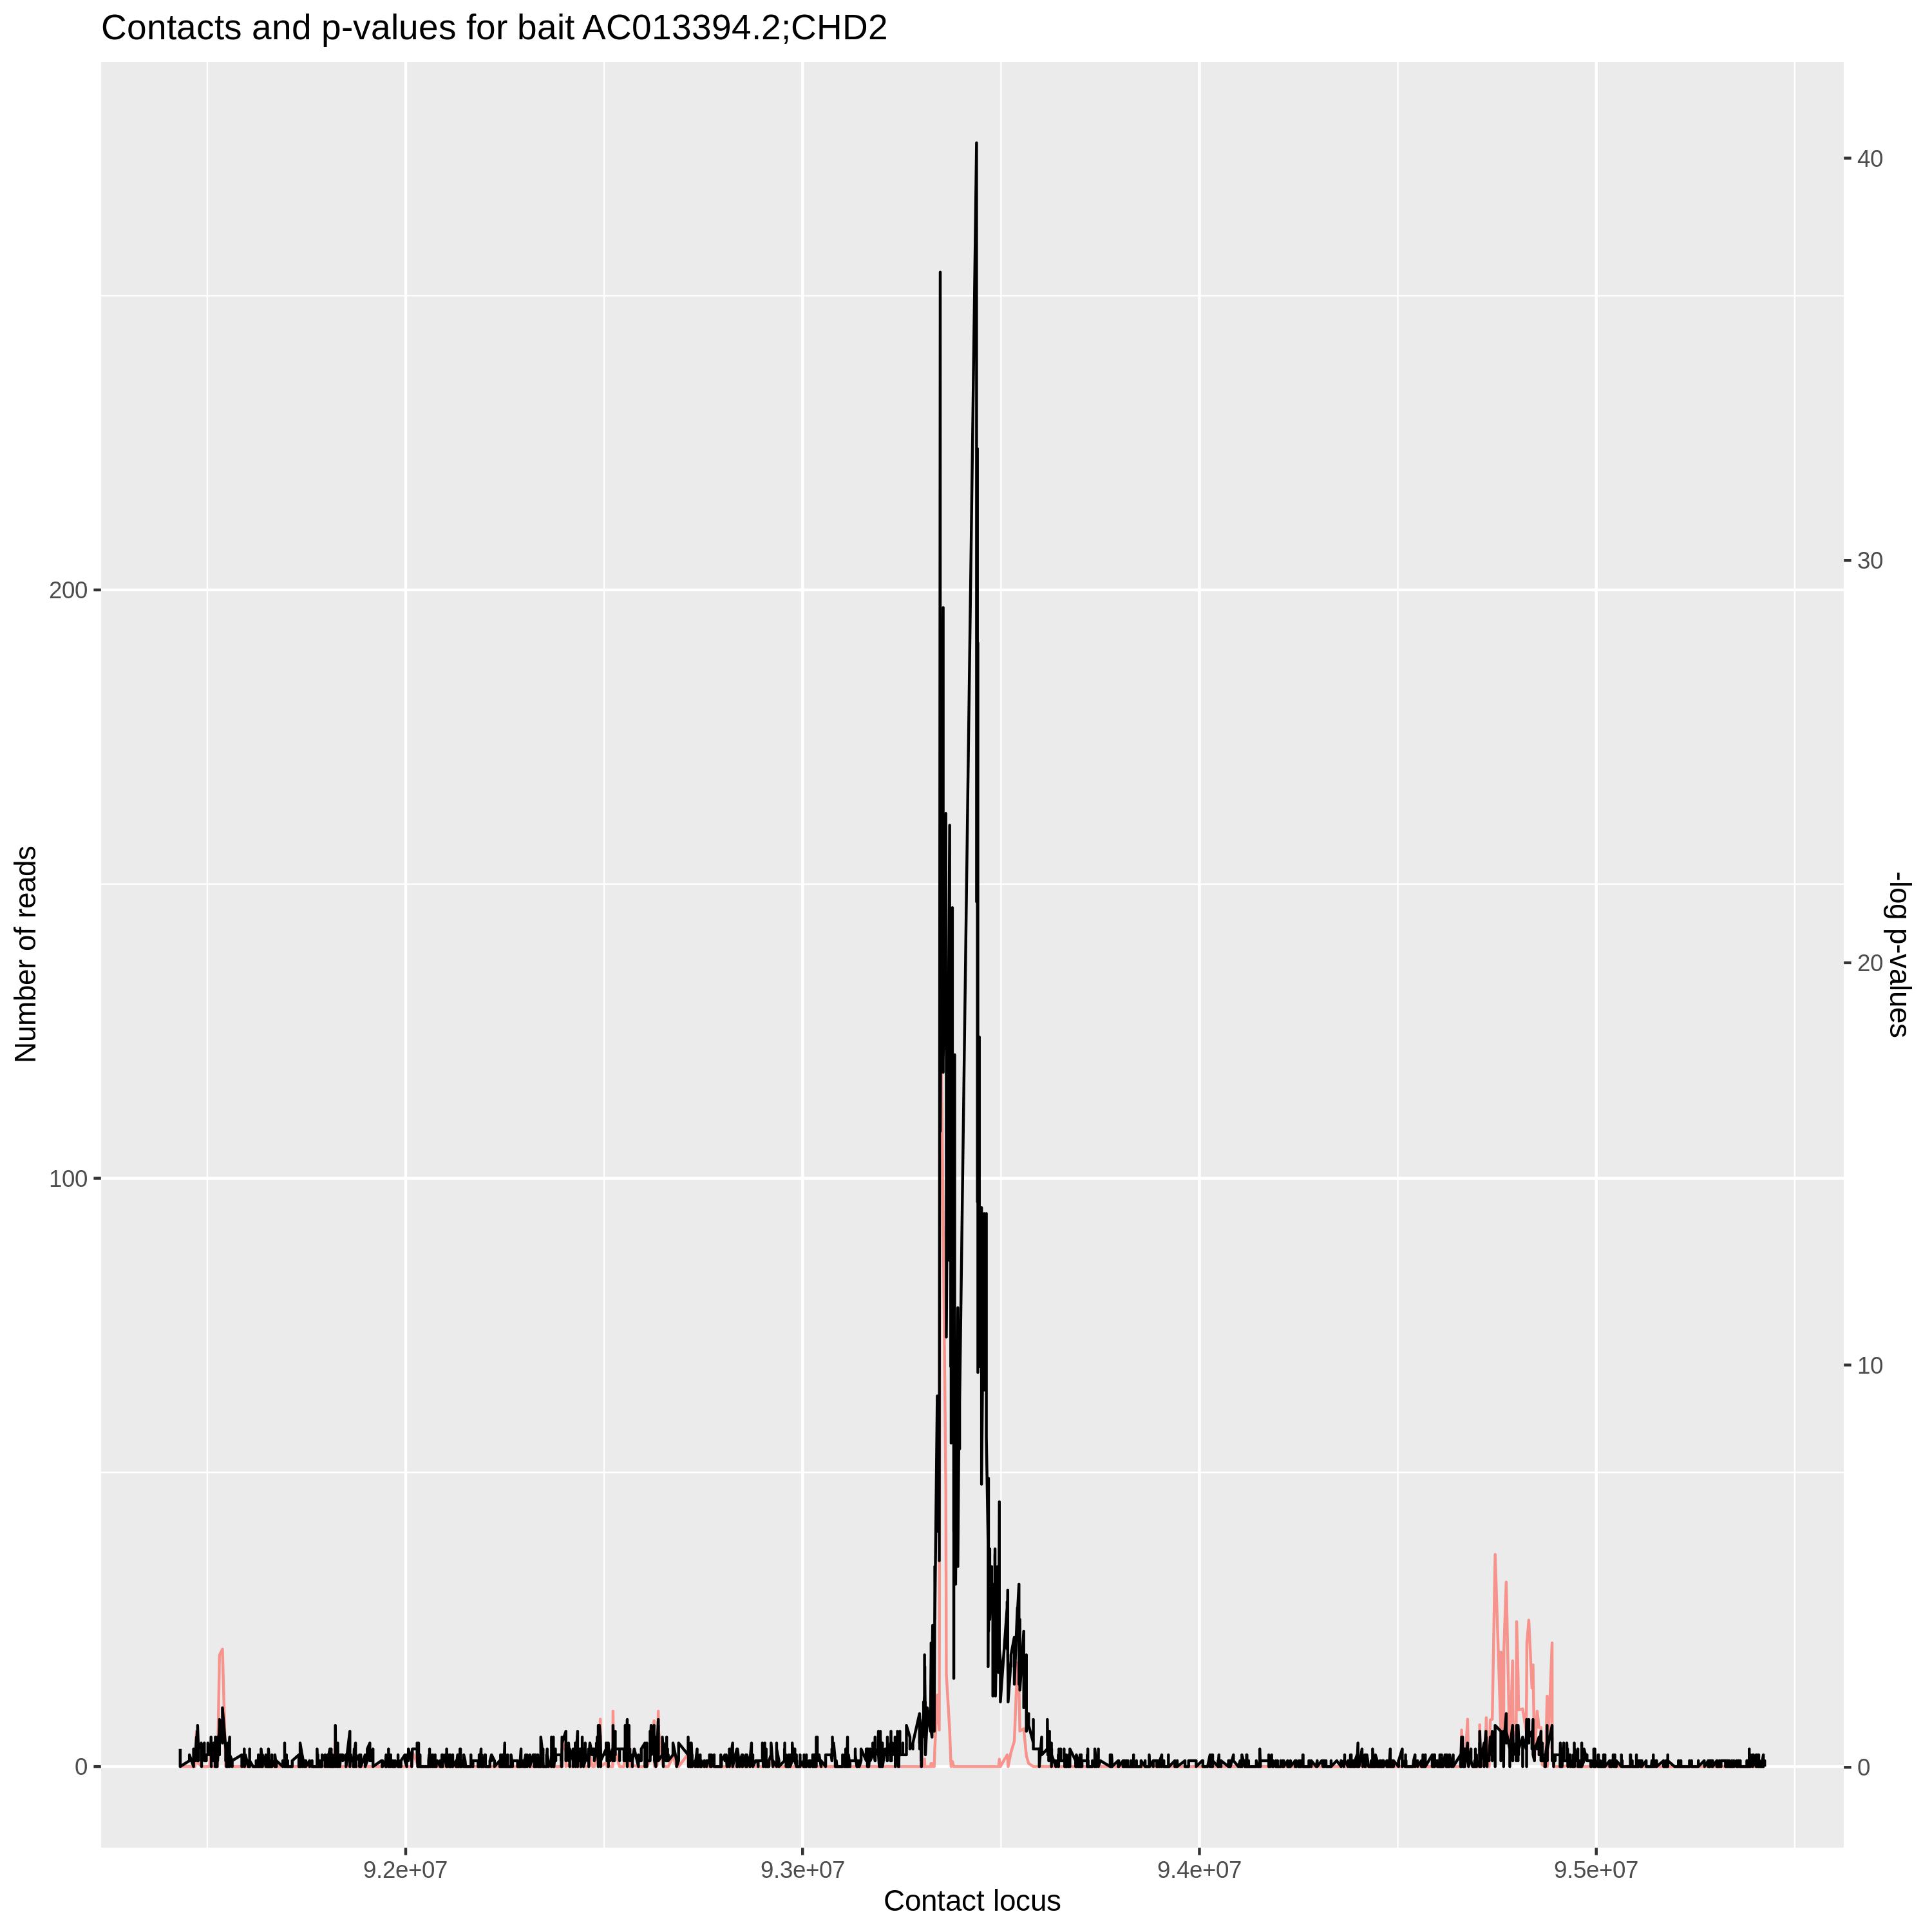 Contacts and p-values for bait AC013394.2;CHD2
Number of reads
200
100
0
40
30
20
10
0
-log p-values
9.2e+07
9.3e+07
9.4e+07
9.5e+07
Contact locus